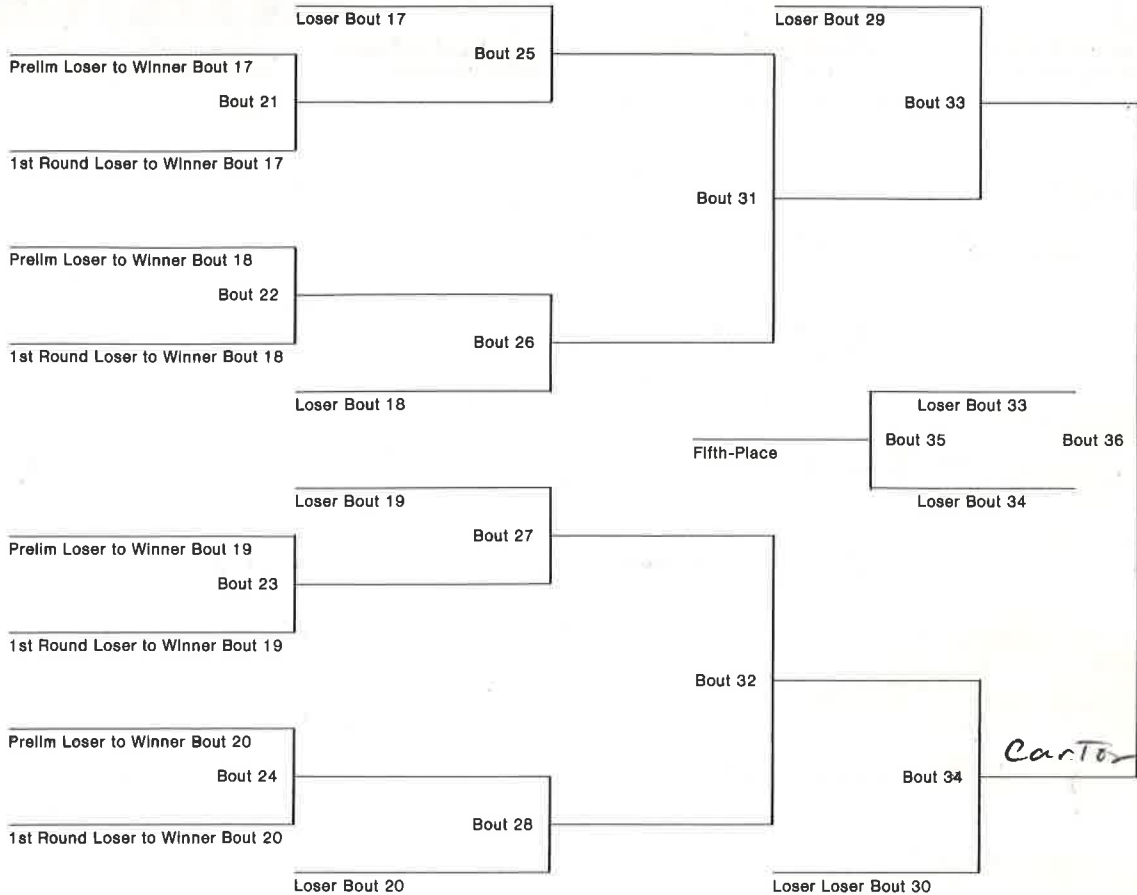 Loser Bout 17
Loser Bout 29
Bout 25
Prelim Loser to Winner Bout 17
Bout 21
Bout 33
1st Round Loser to Winner Bout 17
Bout 31
Prelim Loser to Winner Bout 18
Bout 22
Bout 26
1st Round Loser to Winner Bout 18
Loser Bout 18
Loser Bout 33
Bout 35
Bout 36
Fifth-Place
Loser Bout 19
Loser Bout 34
Bout 27
Prelim Loser to Winner Bout 19
Bout 23
1st Round Loser to Winner Bout 19
Bout 32
Prelim Loser to Winner Bout 20
Bout 24
Bout 34
Bout 28
1st Round Loser to Winner Bout 20
Loser Bout 20
Loser Loser Bout 30